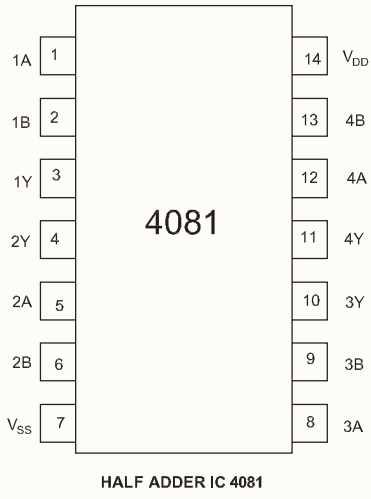 1A 1 14 VDD
1B 2 13 4B
1Y 3 12 4A
4081
2Y 4 11 4Y
2A 5 10 3Y
2B 6 9 3B
VSS 7 8 3A
HALF ADDER IC 4081